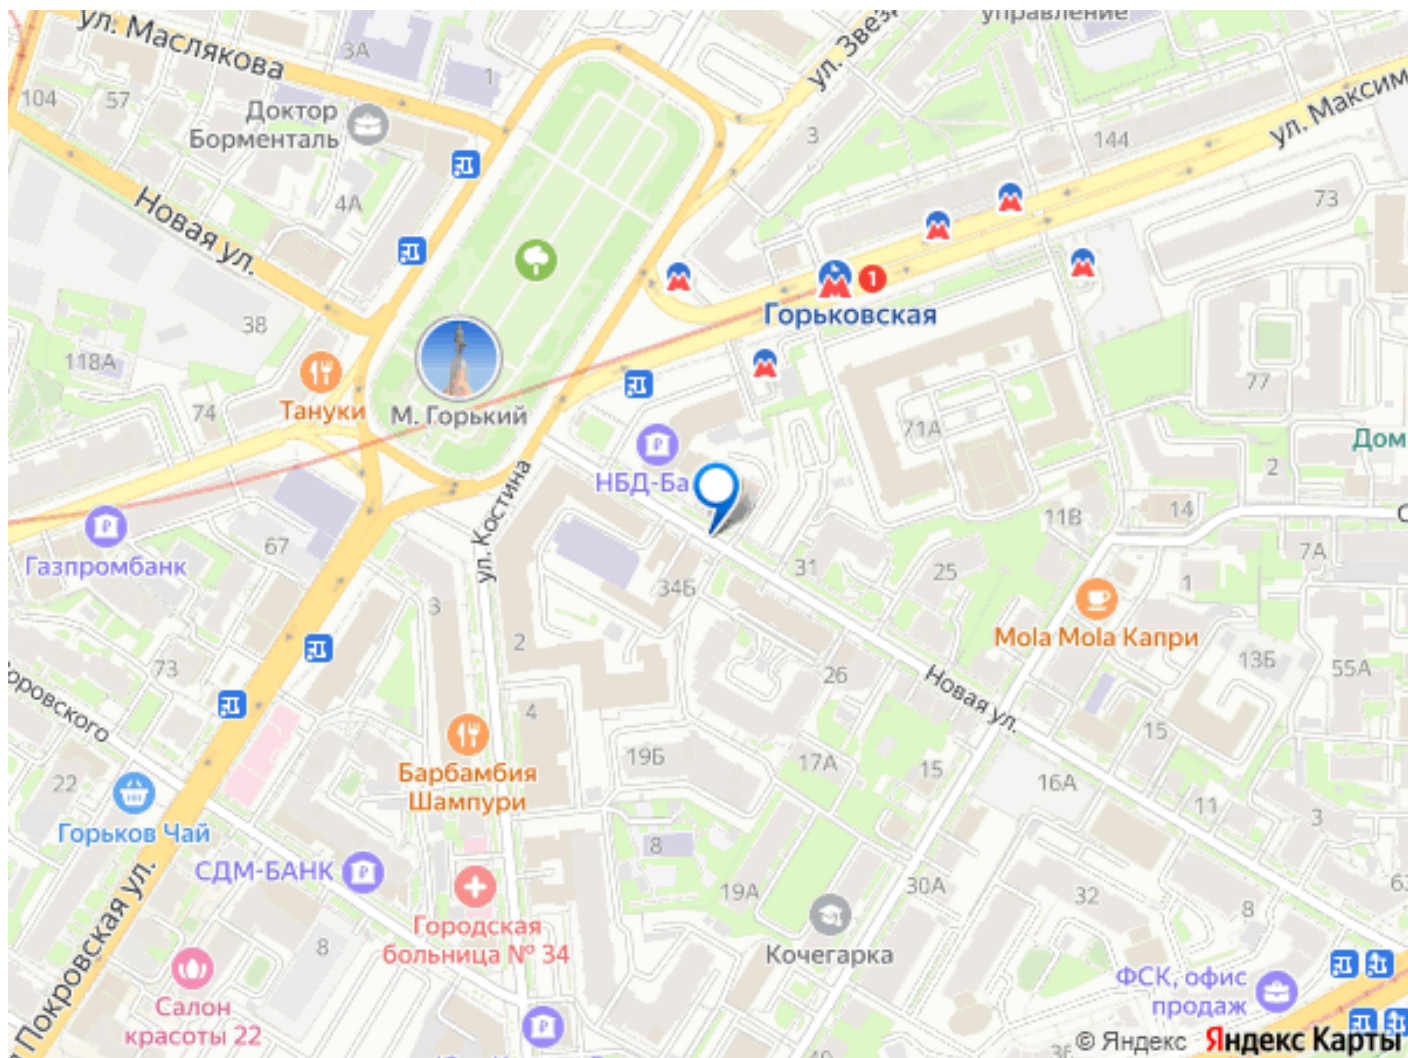 управление
ул. Маслякова
ул. Звезд
3А
1
104
57
Доктор
Борменталь
3
144
ул. Максим
4А
Новая ул.
73
38
Горьковская
1
118А
Тануки
74
М. Горький
77
71А
Дом
2
НБД-Ба
ул. Костина
Газпромбанк
67
11В
14
7А
34Б
31
25
1
3
Mola Mola Капри
2
13Б
55А
73
26
Новая ул.
15
4
19Б
17А
15
16А
11
3
22
Барбамбия
Шампури
Горьков Чай
8
СДМ-БАНК
19А
30А
32
8
Городская
больница № 34
8
Кочегарка
Покровская ул.
ФСК, офис
продаж
Салон
красоты 22
40
© Яндекс Яндекс Карты